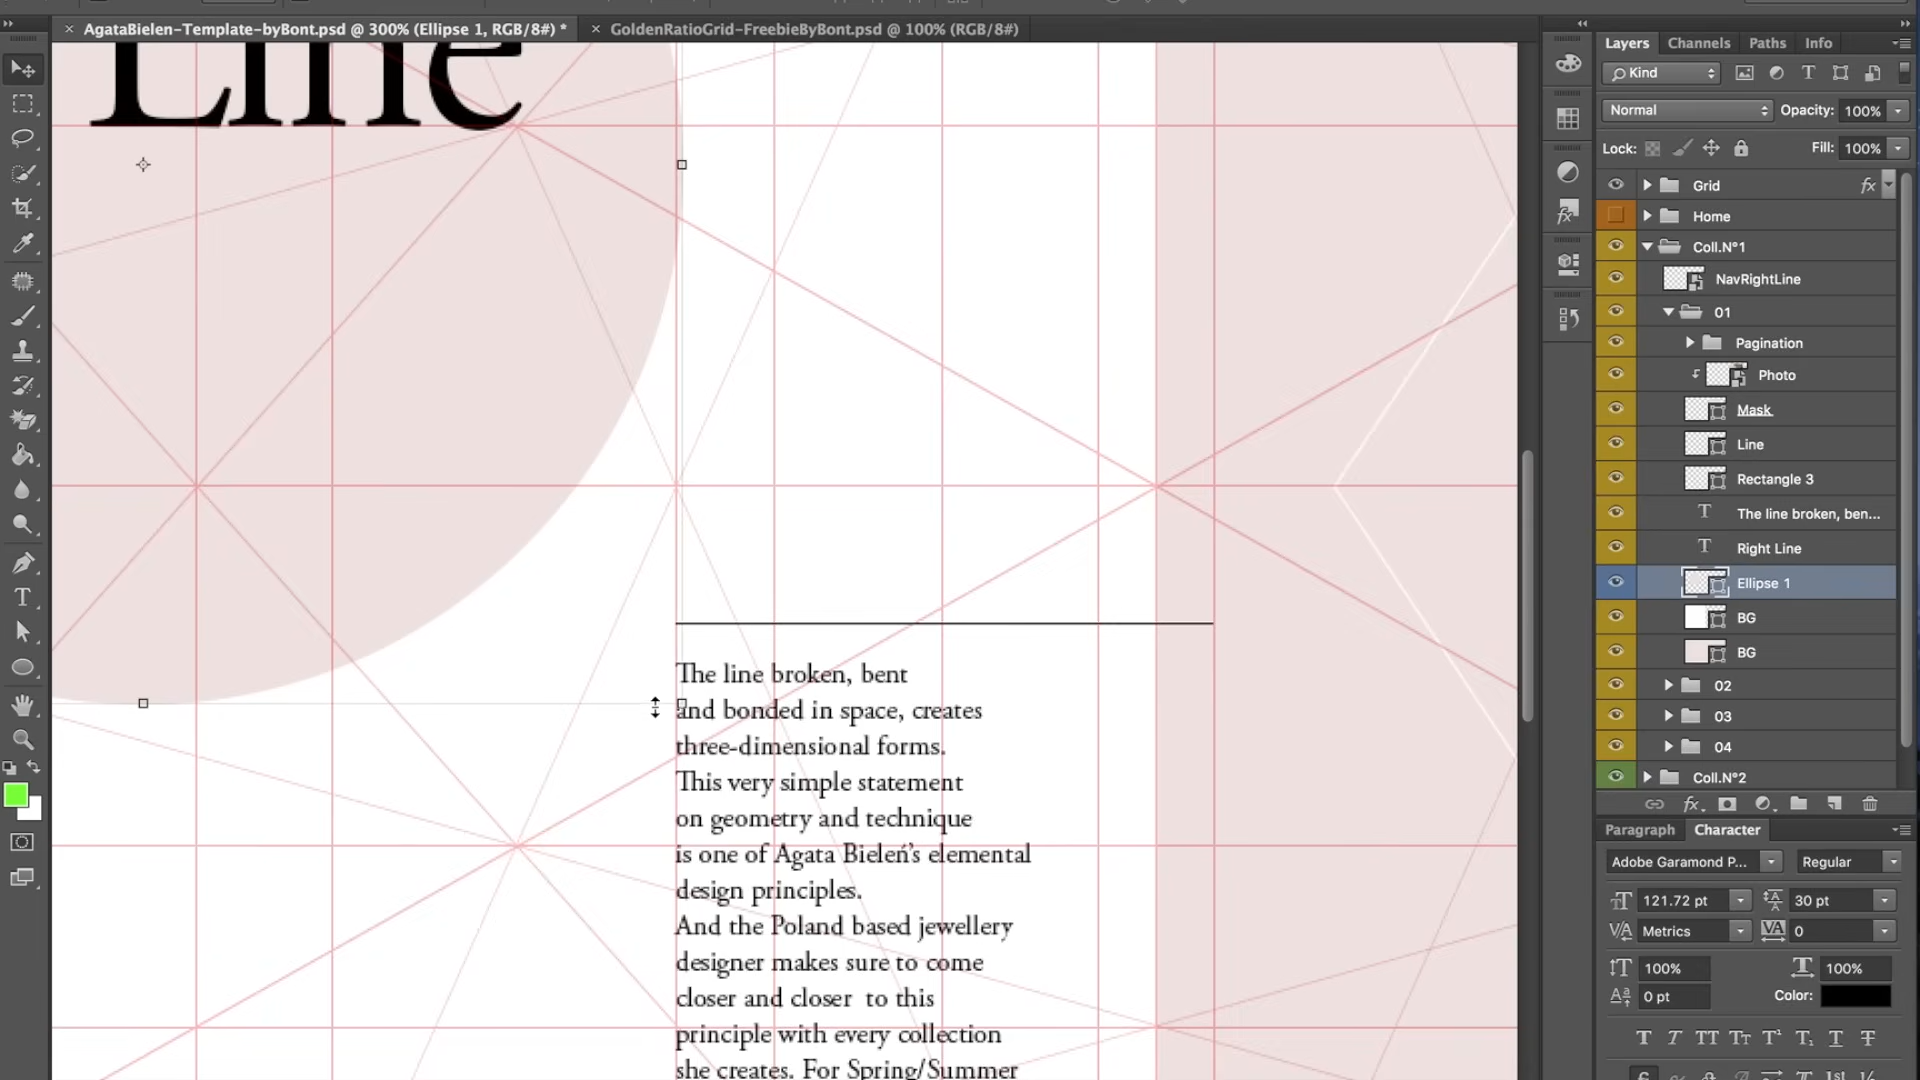 AgataBielen-Template-byBont.psd @ 300% (Ellipse 1, RGB/8#) *
GoldenRatioGrid-FreebieByBont.psd @ 100% (RGB/8#)
Line
The line broken, bent
and bonded in space, creates
three-dimensional forms.
This very simple statement
on geometry and technique
is one of Agata Bieleń's elemental
design principles.
And the Poland based jewellery
designer makes sure to come
closer and closer to this
principle with every collection
she creates. For Spring/Summer
Layers Channels Paths Info
Kind
Normal Opacity: 100%
Lock: Fill: 100%
Grid fx
Home
Coll.Nº1
NavRightLine
01
Pagination
Photo
Mask
Line
Rectangle 3
The line broken, ben...
Right Line
Ellipse 1
BG
BG
02
03
04
Coll.Nº2
Paragraph Character
Adobe Garamond P... Regular
121.72 pt 30 pt
Metrics 0
100% 100%
0 pt Color: